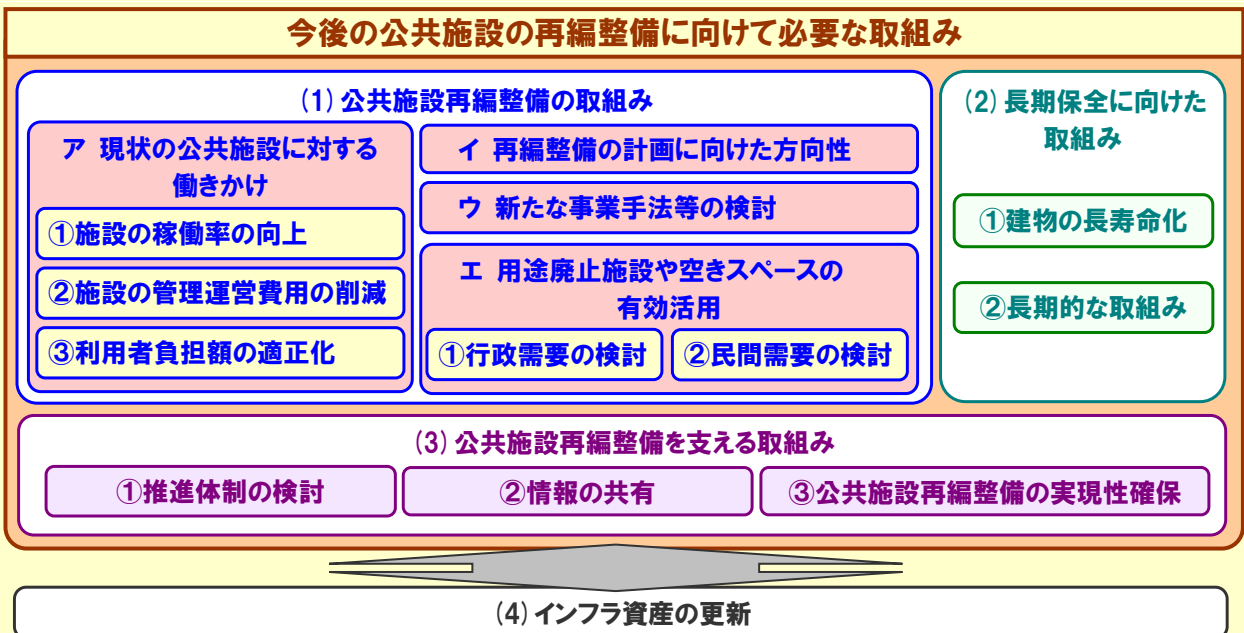 今後の公共施設の再編整備に向けて必要な取組み
(1)公共施設再編整備の取組み
ア 現状の公共施設に対する
働きかけ
①施設の稼働率の向上
②施設の管理運営費用の削減
③利用者負担額の適正化
イ 再編整備の計画に向けた方向性
ウ 新たな事業手法等の検討
エ 用途廃止施設や空きスペースの
有効活用
①行政需要の検討
②民間需要の検討
(2)長期保全に向けた
取組み
①建物の長寿命化
②長期的な取組み
(3)公共施設再編整備を支える取組み
①推進体制の検討
②情報の共有
③公共施設再編整備の実現性確保
(4)インフラ資産の更新